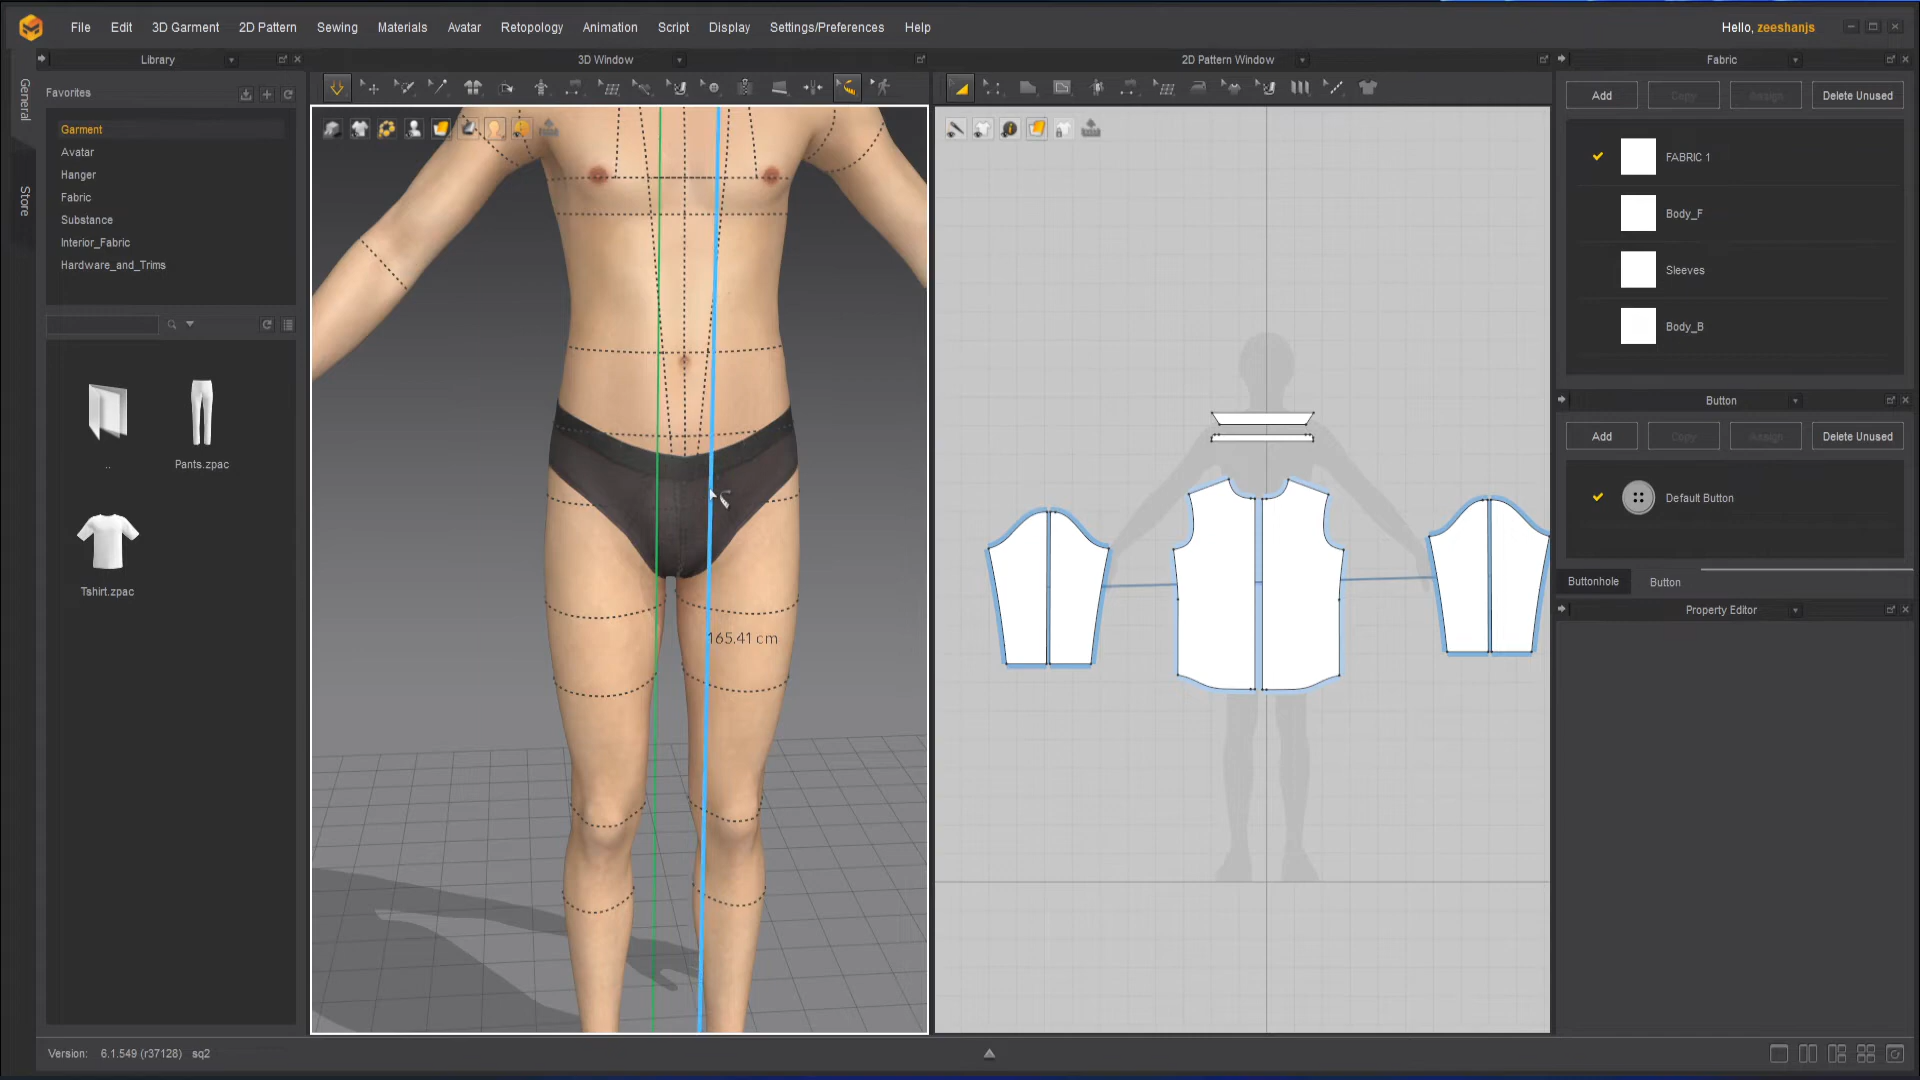 File Edit 3D Garment 2D Pattern Sewing Materials Avatar Retopology Animation Script Display Settings/Preferences Help
Hello, zeeshanjs
General
Store
Library
Favorites
Garment
Avatar
Hanger
Fabric
Substance
Interior_Fabric
Hardware_and_Trims
..
Pants.zpac
Tshirt.zpac
3D Window
165.41 cm
2D Pattern Window
Fabric
Add Copy Assign Delete Unused
FABRIC 1
Body_F
Sleeves
Body_B
Button
Add Copy Assign Delete Unused
Default Button
Buttonhole Button
Property Editor
Version: 6.1.549 (r37128) sq2